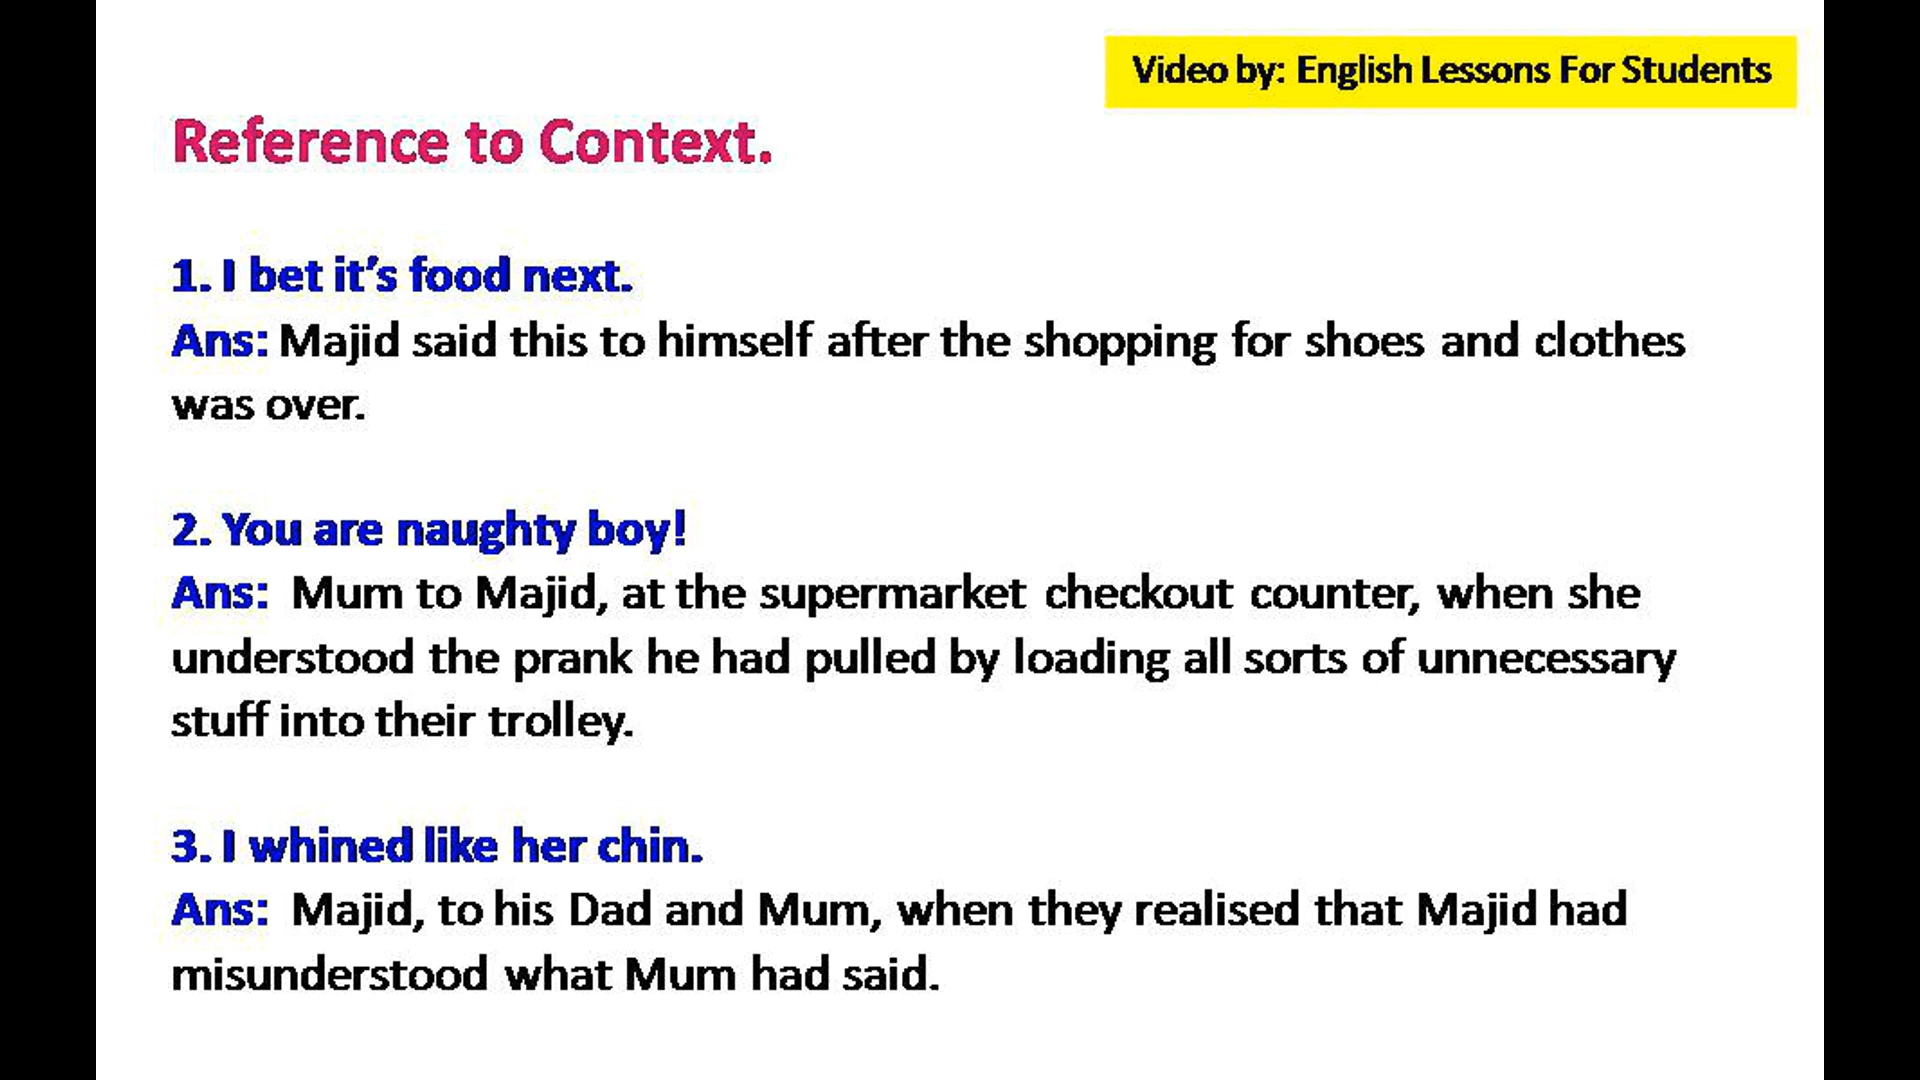 Video by: English Lessons For Students
Reference to Context.
1. I bet it’s food next.
Ans: Majid said this to himself after the shopping for shoes and clothes
was over.
2. You are naughty boy!
Ans: Mum to Majid, at the supermarket checkout counter, when she
understood the prank he had pulled by loading all sorts of unnecessary
stuff into their trolley.
3. I whined like her chin.
Ans: Majid, to his Dad and Mum, when they realised that Majid had
misunderstood what Mum had said.